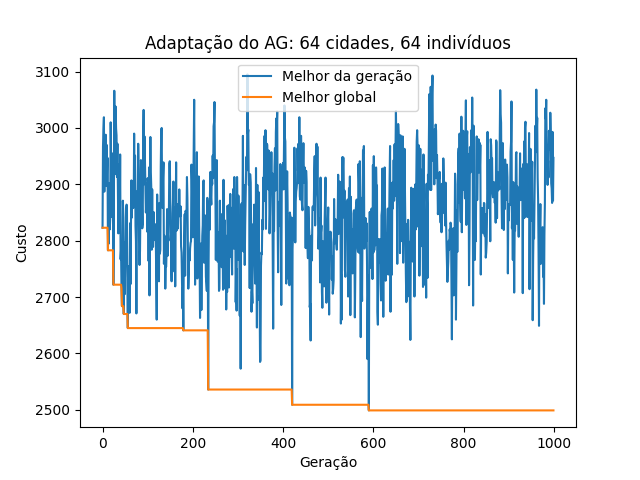 Adaptação do AG: 64 cidades, 64 indivíduos
Melhor da geração
Melhor global
3100
3000
2900
2800
2700
2600
2500
Custo
0 200 400 600 800 1000
Geração